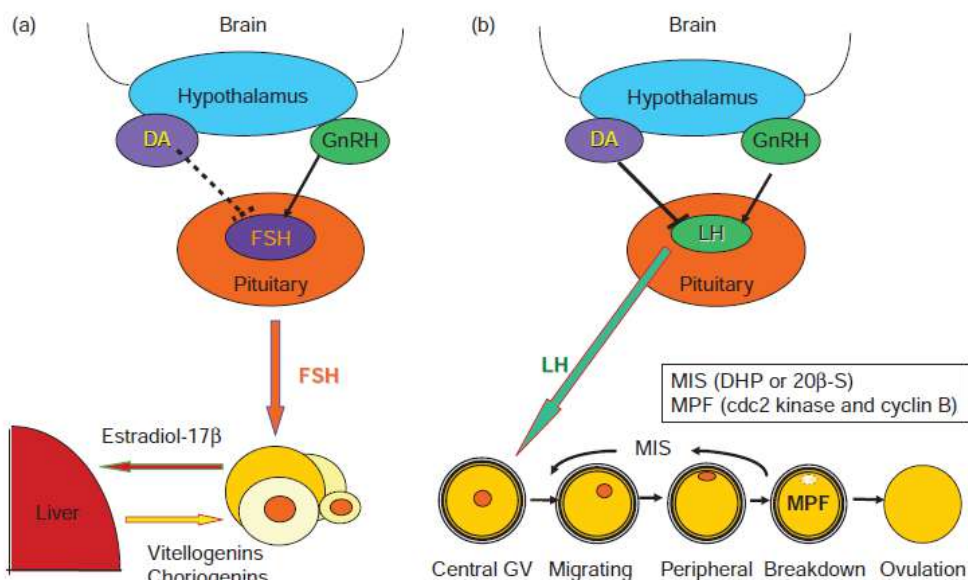 (a)
Brain
Hypothalamus
DA
GnRH
FSH
Pituitary
FSH
Estradiol-17β
Liver
Vitellogenins
Choriogenins
(b)
Brain
Hypothalamus
DA
GnRH
LH
Pituitary
LH
MIS (DHP or 20β-S)
MPF (cdc2 kinase and cyclin B)
MIS
MPF
Central GV
Migrating
Peripheral
Breakdown
Ovulation